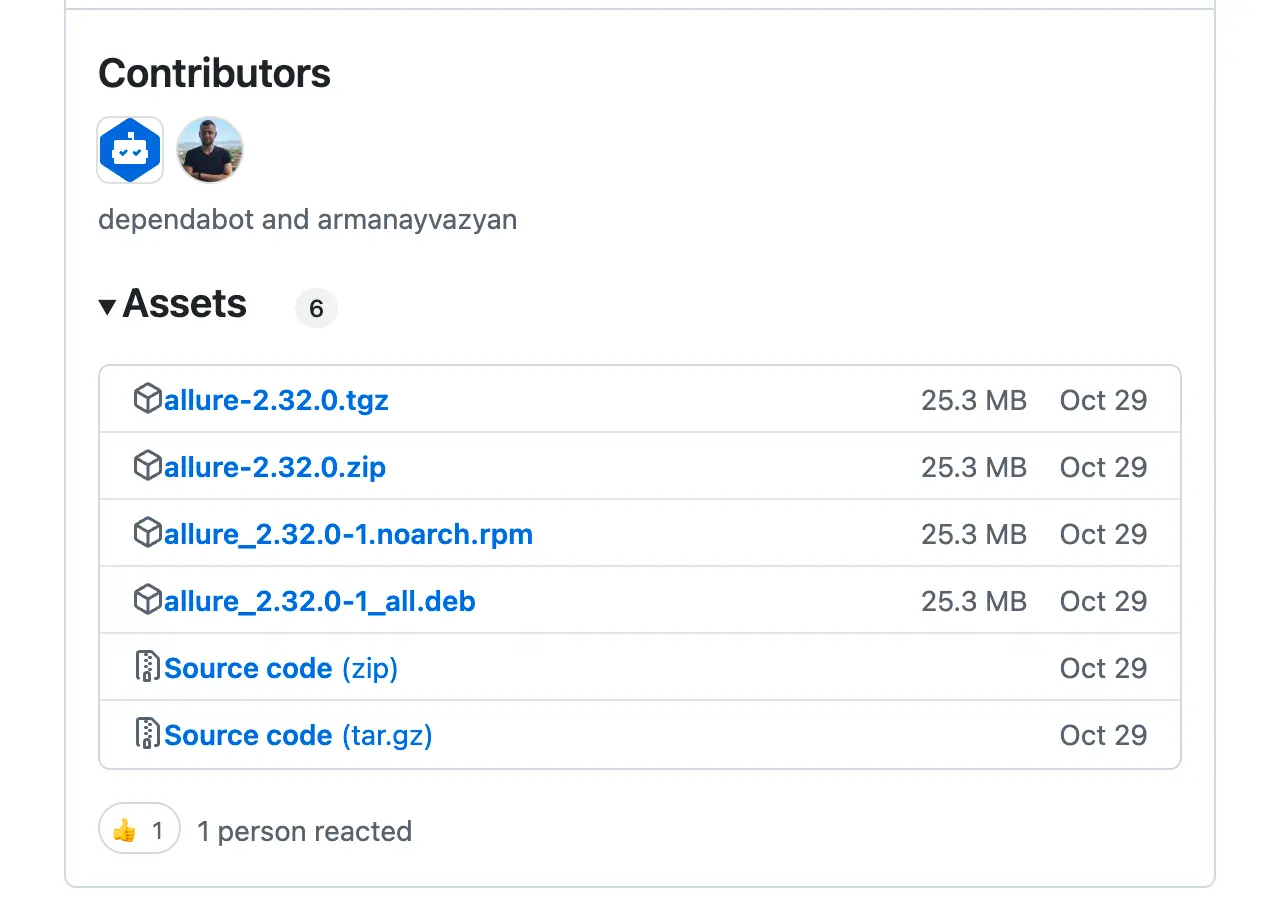 Contributors
dependabot and armanayvazyan
Assets 6
allure-2.32.0.tgz 25.3 MB Oct 29
allure-2.32.0.zip 25.3 MB Oct 29
allure_2.32.0-1.noarch.rpm 25.3 MB Oct 29
allure_2.32.0-1_all.deb 25.3 MB Oct 29
Source code (zip) Oct 29
Source code (tar.gz) Oct 29
👍 1 1 person reacted